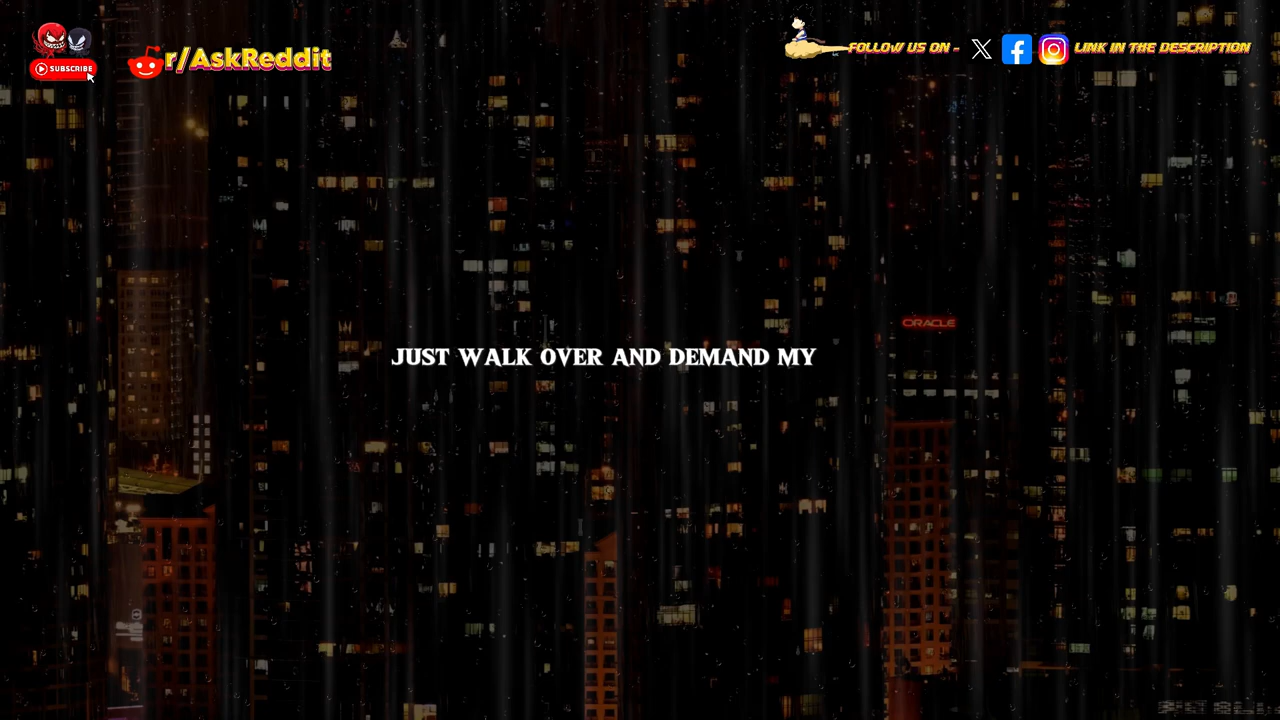 SUBSCRIBE
r/AskReddit
FOLLOW US ON -
LINK IN THE DESCRIPTION
ORACLE
JUST WALK OVER AND DEMAND MY